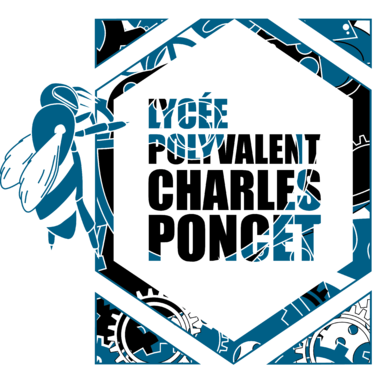 LYCÉE
POLYVALENT
CHARLES
PONCET